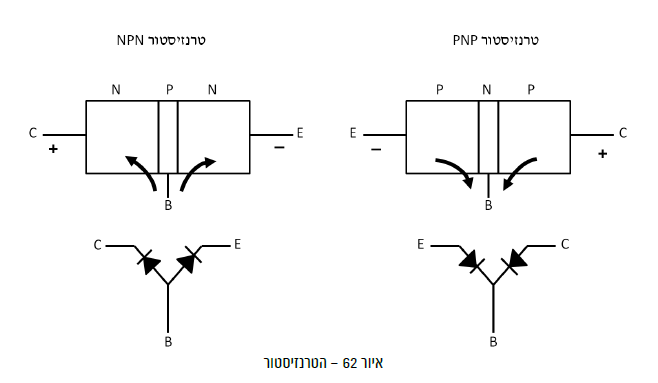 טרנזיסטור NPN
טרנזיסטור PNP
N P N
P N P
C E
E C
+ –
– +
B
B
C E
E C
B
B
איור 62 – הטרנזיסטור